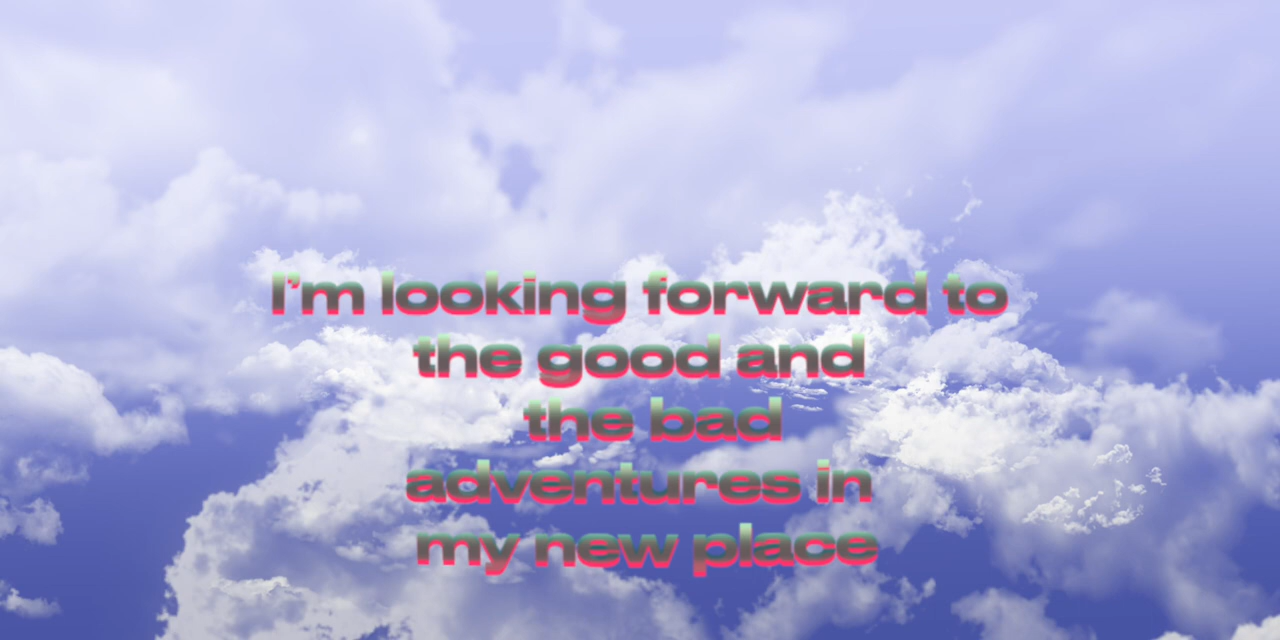 I'm looking forward to
the good and
the bad
adventures in
my new place